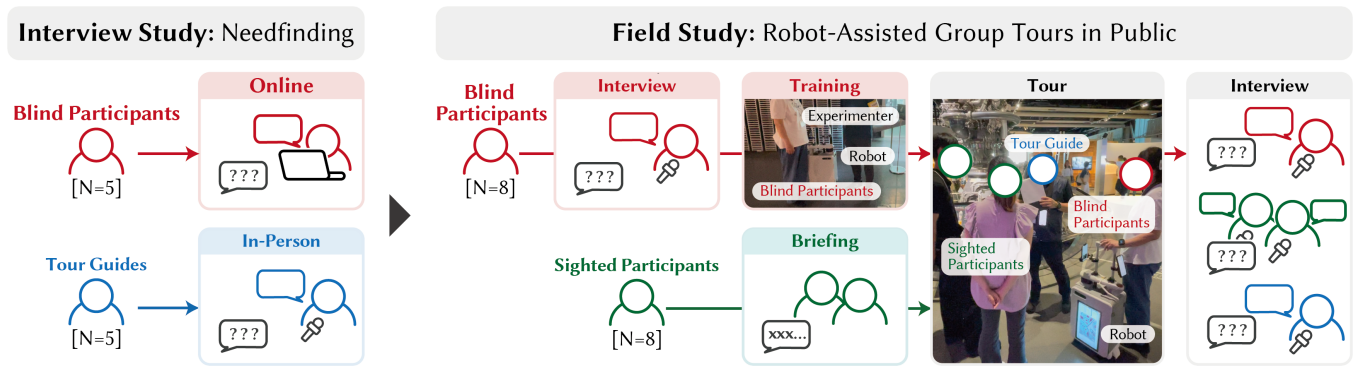 Interview Study: Needfinding
Blind Participants
[N=5]
Online
? ? ?
Tour Guides
[N=5]
In-Person
? ? ?
Field Study: Robot-Assisted Group Tours in Public
Blind
Participants
[N=8]
Interview
? ? ?
Training
Experimenter
Robot
Blind Participants
Sighted Participants
[N=8]
Briefing
xxx...
Tour
Tour Guide
Blind
Participants
Sighted
Participants
Robot
Interview
? ? ?
? ? ?
? ? ?